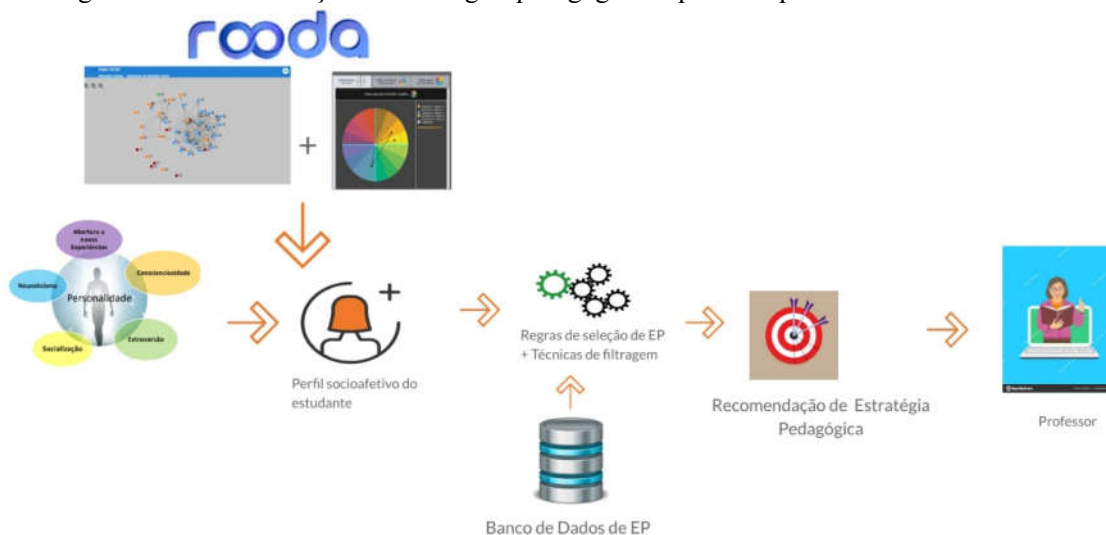 rooda
+
Abertura a
novas
Experiências
Conscienciosidade
Neuroticismo
Personalidade
Socialização
Extroversão
+
Perfil socioafetivo do
estudante
Regras de seleção de EP
+ Técnicas de filtragem
Banco de Dados de EP
Recomendação de Estratégia
Pedagógica
Professor